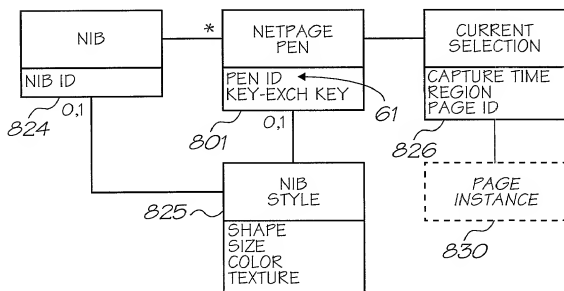 NIB
NIB ID
824
0,1
*
NETPAGE
PEN
PEN ID
KEY-EXCH KEY
61
801
0,1
CURRENT
SELECTION
CAPTURE TIME
REGION
PAGE ID
826
NIB
STYLE
825
SHAPE
SIZE
COLOR
TEXTURE
PAGE
INSTANCE
830